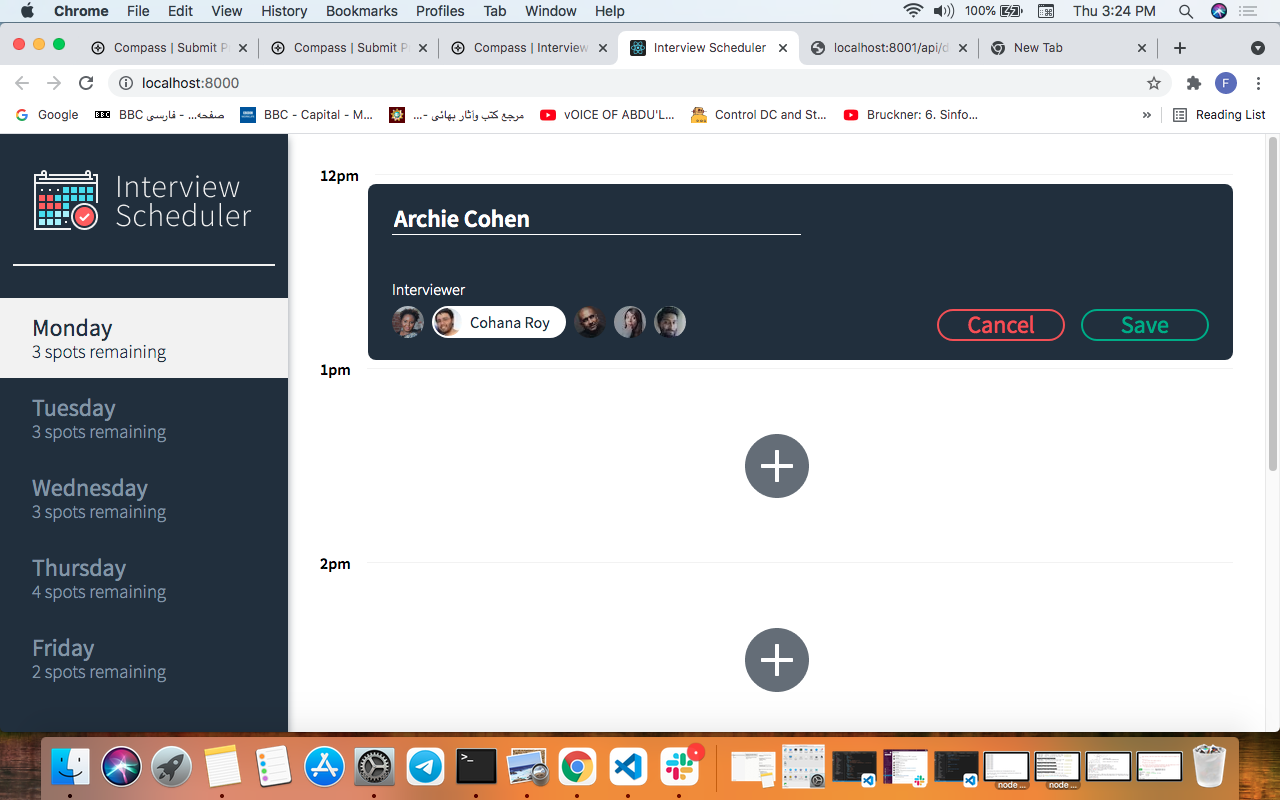 Chrome File Edit View History Bookmarks Profiles Tab Window Help 100% Thu 3:24 PM
Compass | Submit P
Compass | Submit P
Compass | Interview
Interview Scheduler
localhost:8001/api/d
New Tab
localhost:8000
F
Google
BBC صفحه... - فارسی BBC
BBC - Capital - M...
مرجع کتب وآثار بهائی -...
vOICE OF ABDU'L...
Control DC and St...
Bruckner: 6. Sinfo...
»
Reading List
Interview
Scheduler
Monday
3 spots remaining
Tuesday
3 spots remaining
Wednesday
3 spots remaining
Thursday
4 spots remaining
Friday
2 spots remaining
12pm
Archie Cohen
Interviewer
Cohana Roy
Cancel
Save
1pm
2pm
node ...
node ...